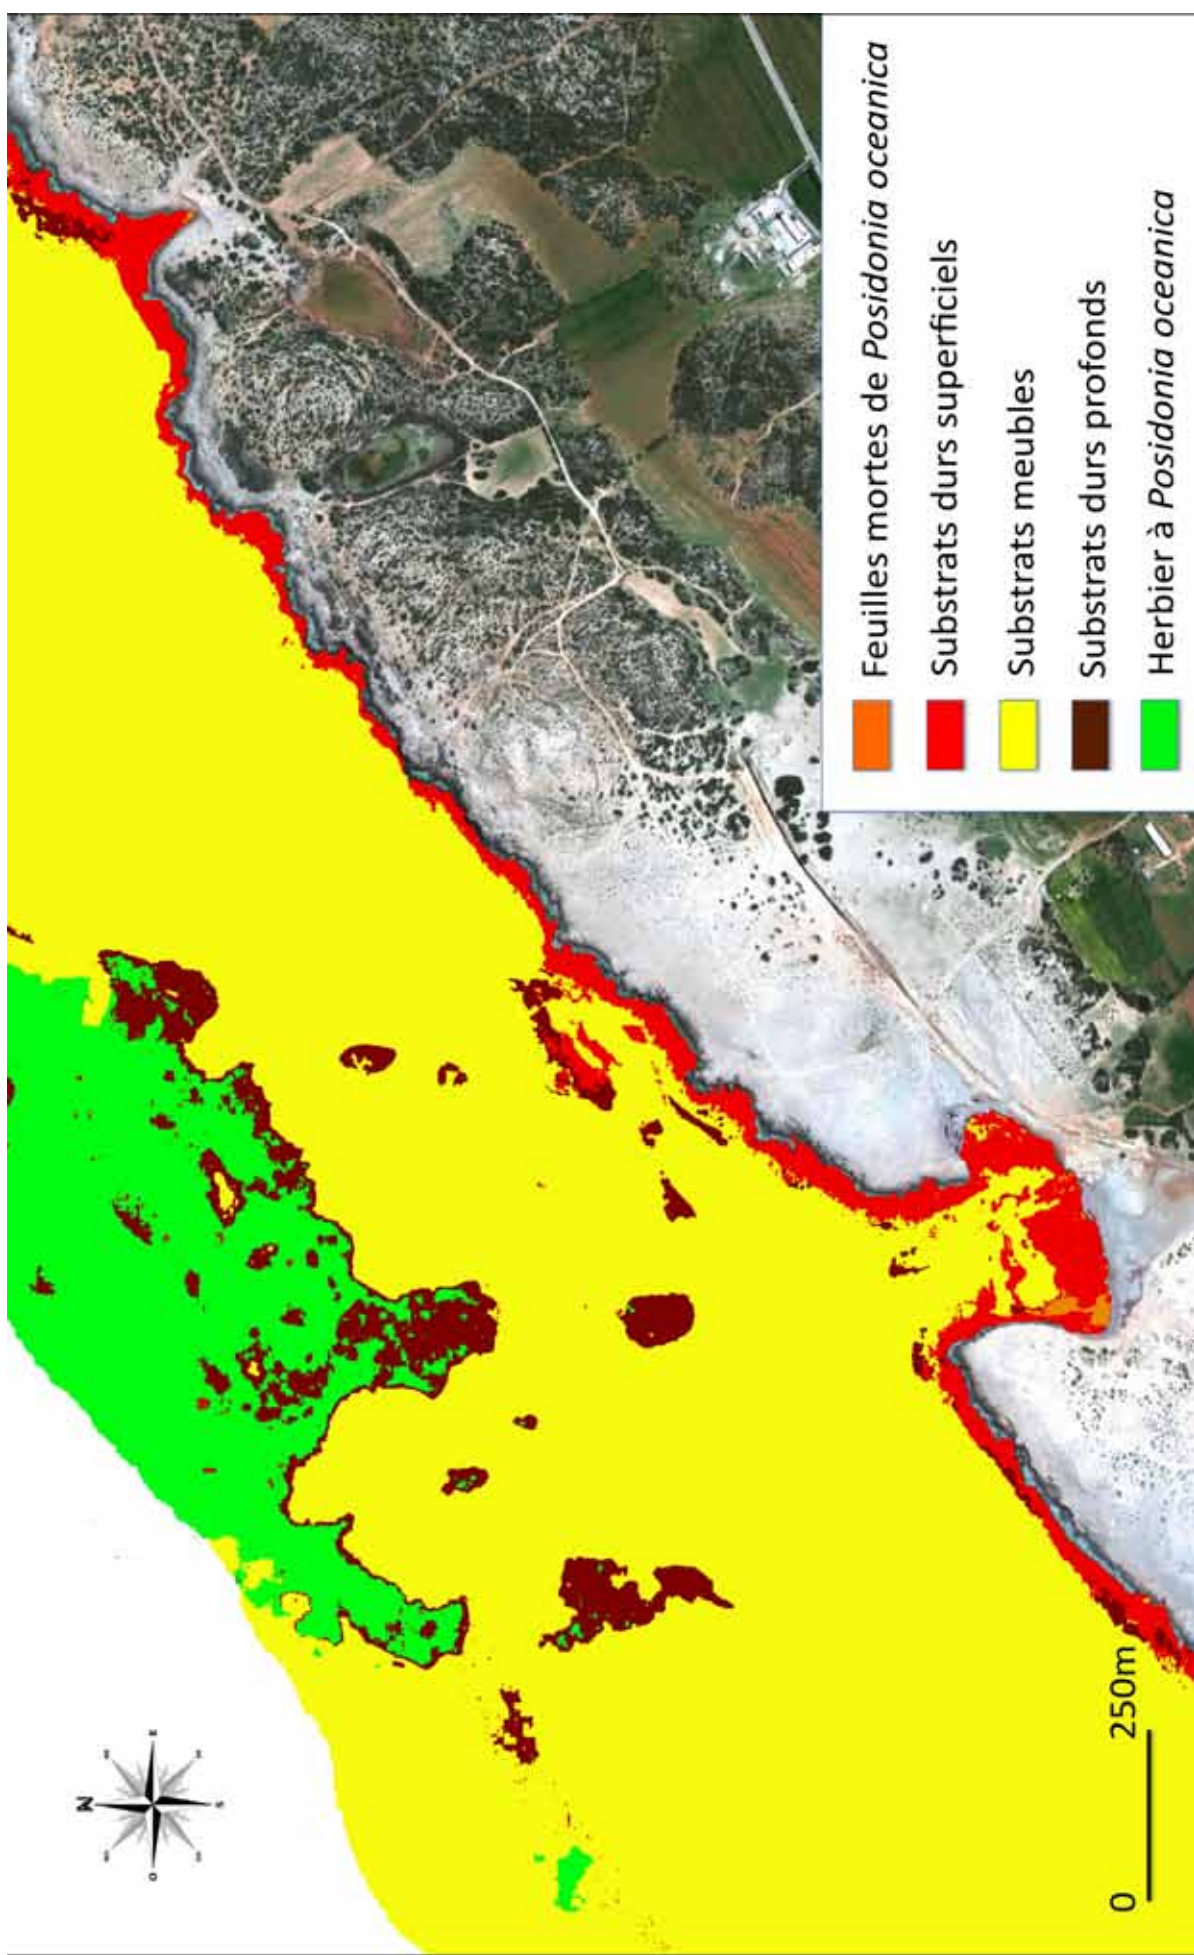 Feuilles mortes de Posidonia oceanica
Substrats durs superficiels
Substrats meubles
Substrats durs profonds
Herbier à Posidonia oceanica
0 250m
N
E
S
O